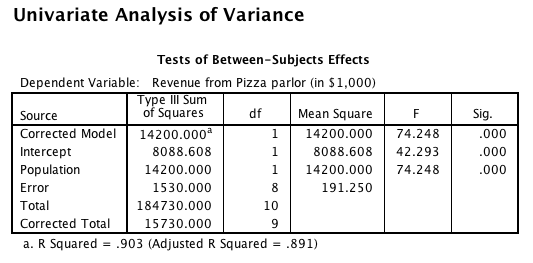 Univariate Analysis of Variance
Tests of Between-Subjects Effects
Dependent Variable: Revenue from Pizza parlor (in $1,000)
Source Type III Sum of Squares df Mean Square F Sig.
Corrected Model 14200.000a 1 14200.000 74.248 .000
Intercept 8088.608 1 8088.608 42.293 .000
Population 14200.000 1 14200.000 74.248 .000
Error 1530.000 8 191.250
Total 184730.000 10
Corrected Total 15730.000 9
a. R Squared = .903 (Adjusted R Squared = .891)